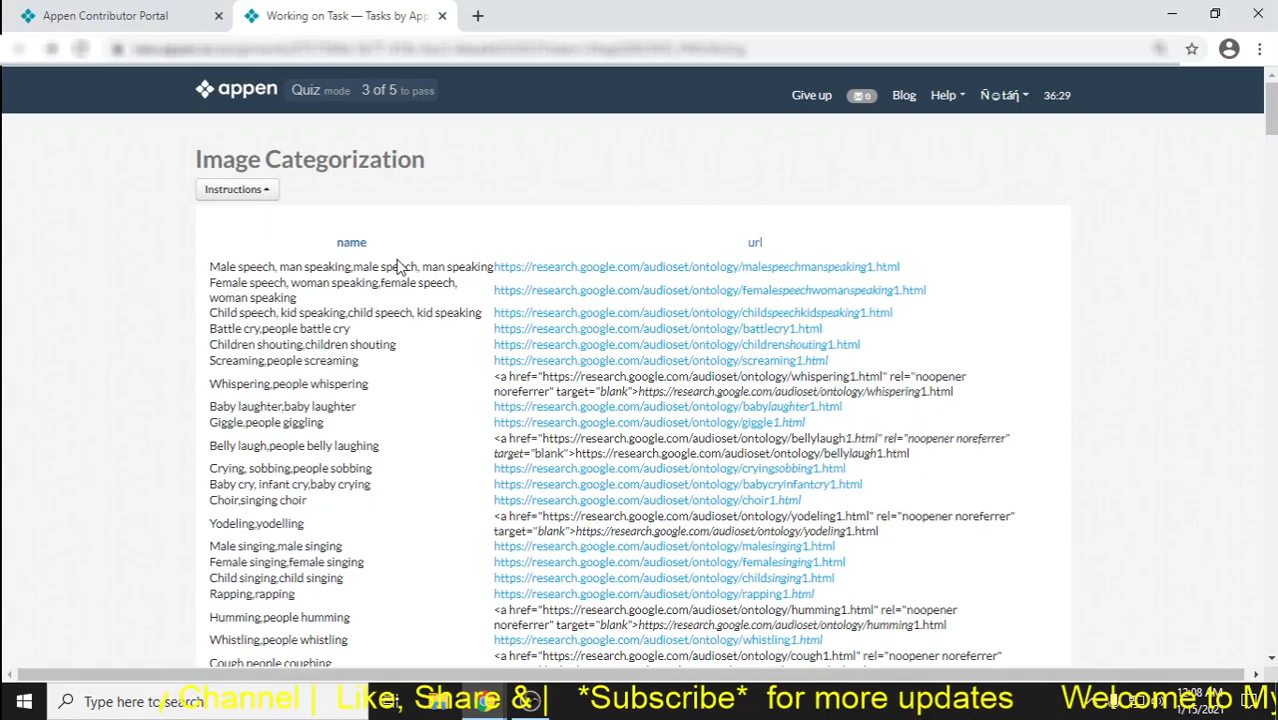 Appen Contributor Portal
Working on Task — Tasks by App
appen
Quiz mode 3 of 5 to pass
Give up
0
Blog
Help
Ñ☺táή
36:29
Image Categorization
Instructions
name url
Male speech, man speaking,male speech, man speaking https://research.google.com/audioset/ontology/malespeechmanspeaking1.html
Female speech, woman speaking,female speech,
woman speaking
https://research.google.com/audioset/ontology/femalespeechwomanspeaking1.html
Child speech, kid speaking,child speech, kid speaking https://research.google.com/audioset/ontology/childspeechkidspeaking1.html
Battle cry,people battle cry https://research.google.com/audioset/ontology/battlecry1.html
Children shouting,children shouting https://research.google.com/audioset/ontology/childrenshouting1.html
Screaming,people screaming https://research.google.com/audioset/ontology/screaming1.html
Whispering,people whispering
<a href="https://research.google.com/audioset/ontology/whispering1.html" rel="noopener
noreferrer" target="blank">https://research.google.com/audioset/ontology/whispering1.html
Baby laughter,baby laughter https://research.google.com/audioset/ontology/babylaughter1.html
Giggle,people giggling https://research.google.com/audioset/ontology/giggle1.html
Belly laugh,people belly laughing
<a href="https://research.google.com/audioset/ontology/bellylaugh1.html" rel="noopener noreferrer"
target="blank">https://research.google.com/audioset/ontology/bellylaugh1.html
Crying, sobbing,people sobbing https://research.google.com/audioset/ontology/cryingsobbing1.html
Baby cry, infant cry,baby crying https://research.google.com/audioset/ontology/babycryinfantcry1.html
Choir,singing choir https://research.google.com/audioset/ontology/choir1.html
Yodeling,yodelling
<a href="https://research.google.com/audioset/ontology/yodeling1.html" rel="noopener noreferrer"
target="blank">https://research.google.com/audioset/ontology/yodeling1.html
Male singing,male singing https://research.google.com/audioset/ontology/malesinging1.html
Female singing,female singing https://research.google.com/audioset/ontology/femalesinging1.html
Child singing,child singing https://research.google.com/audioset/ontology/childsinging1.html
Rapping,rapping https://research.google.com/audioset/ontology/rapping1.html
Humming,people humming
<a href="https://research.google.com/audioset/ontology/humming1.html" rel="noopener
noreferrer" target="blank">https://research.google.com/audioset/ontology/humming1.html
Whistling,people whistling https://research.google.com/audioset/ontology/whistling1.html
Cough,people coughing <a href="https://research.google.com/audioset/ontology/cough1.html" rel="noopener noreferrer"
Type here to search
Channel | Like, Share & | *Subscribe* for more updates Welcome to My
12:08 AM
1/15/2021